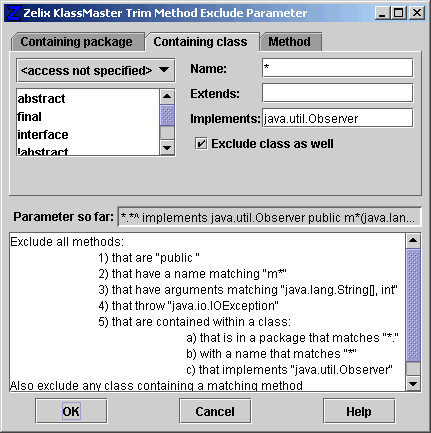 Zelix KlassMaster Trim Method Exclude Parameter
Containing package Containing class Method
<access not specified> Name: *
abstract
final
interface
!abstract
Extends:
Implements: java.util.Observer
Exclude class as well
Parameter so far: *.*^ implements java.util.Observer public m*(java.lan...
Exclude all methods:
1) that are "public "
2) that have a name matching "m*"
3) that have arguments matching "java.lang.String[], int"
4) that throw "java.io.IOException"
5) that are contained within a class:
a) that is in a package that matches "*."
b) with a name that matches "*"
c) that implements "java.util.Observer"
Also exclude any class containing a matching method
OK Cancel Help